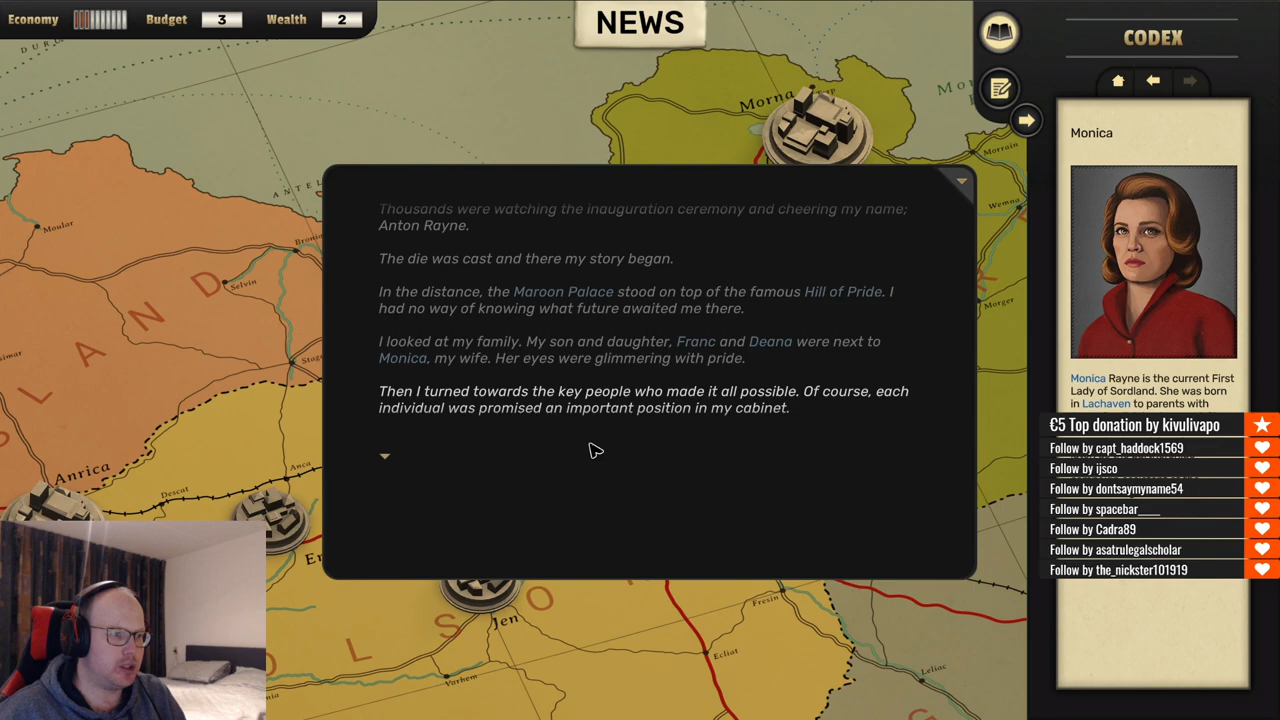 Economy
Budget 3
Wealth 2
NEWS
CODEX
Thousands were watching the inauguration ceremony and cheering my name;
Anton Rayne.
The die was cast and there my story began.
In the distance, the Maroon Palace stood on top of the famous Hill of Pride. I
had no way of knowing what future awaited me there.
I looked at my family. My son and daughter, Franc and Deana were next to
Monica, my wife. Her eyes were glimmering with pride.
Then I turned towards the key people who made it all possible. Of course, each
individual was promised an important position in my cabinet.
Monica
Monica Rayne is the current First
Lady of Sordland. She was born
in Lachaven to parents with
€5 Top donation by kivulivapo
Follow by capt_haddock1569
Follow by ijsco
Follow by dontsaymyname54
Follow by spacebar____
Follow by Cadra89
Follow by asatrulegalscholar
Follow by the_nickster101919
Morna
Morrain
Wemna
Morger
Moular
Selvin
LAND
Anrica
Descat
Anca
Jen
Varhem
Ecliat
Fresin
Leliac